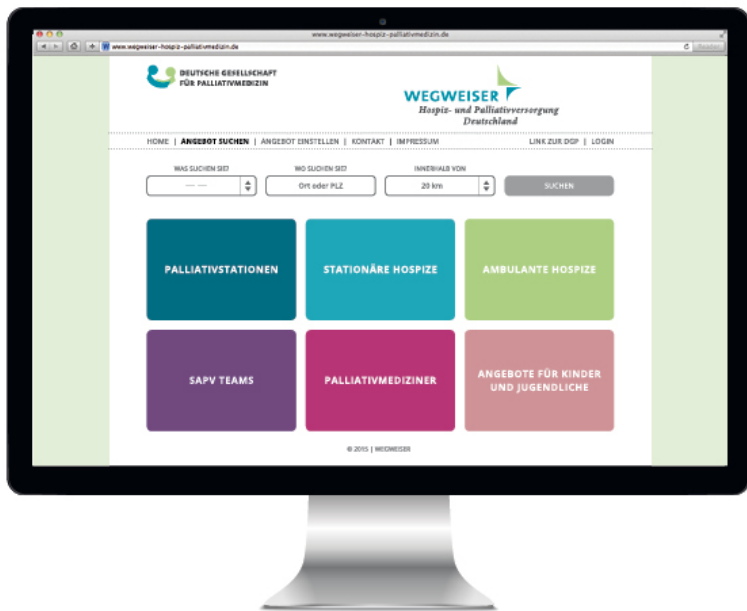 www.wegweiser-hospiz-palliativmedizin.de
www.wegweiser-hospiz-palliativmedizin.de
DEUTSCHE GESELLSCHAFT
FÜR PALLIATIVMEDIZIN
WEGWEISER
Hospiz- und Palliativversorgung
Deutschland
HOME | ANGEBOT SUCHEN | ANGEBOT EINSTELLEN | KONTAKT | IMPRESSUM LINK ZUR DGP | LOGIN
WAS SUCHEN SIE? WO SUCHEN SIE? INNERHALB VON
--- --- Ort oder PLZ 20 km SUCHEN
PALLIATIVSTATIONEN STATIONÄRE HOSPIZE AMBULANTE HOSPIZE
SAPV TEAMS PALLIATIVMEDIZINER ANGEBOTE FÜR KINDER
UND JUGENDLICHE
© 2015 | WEGWEISER